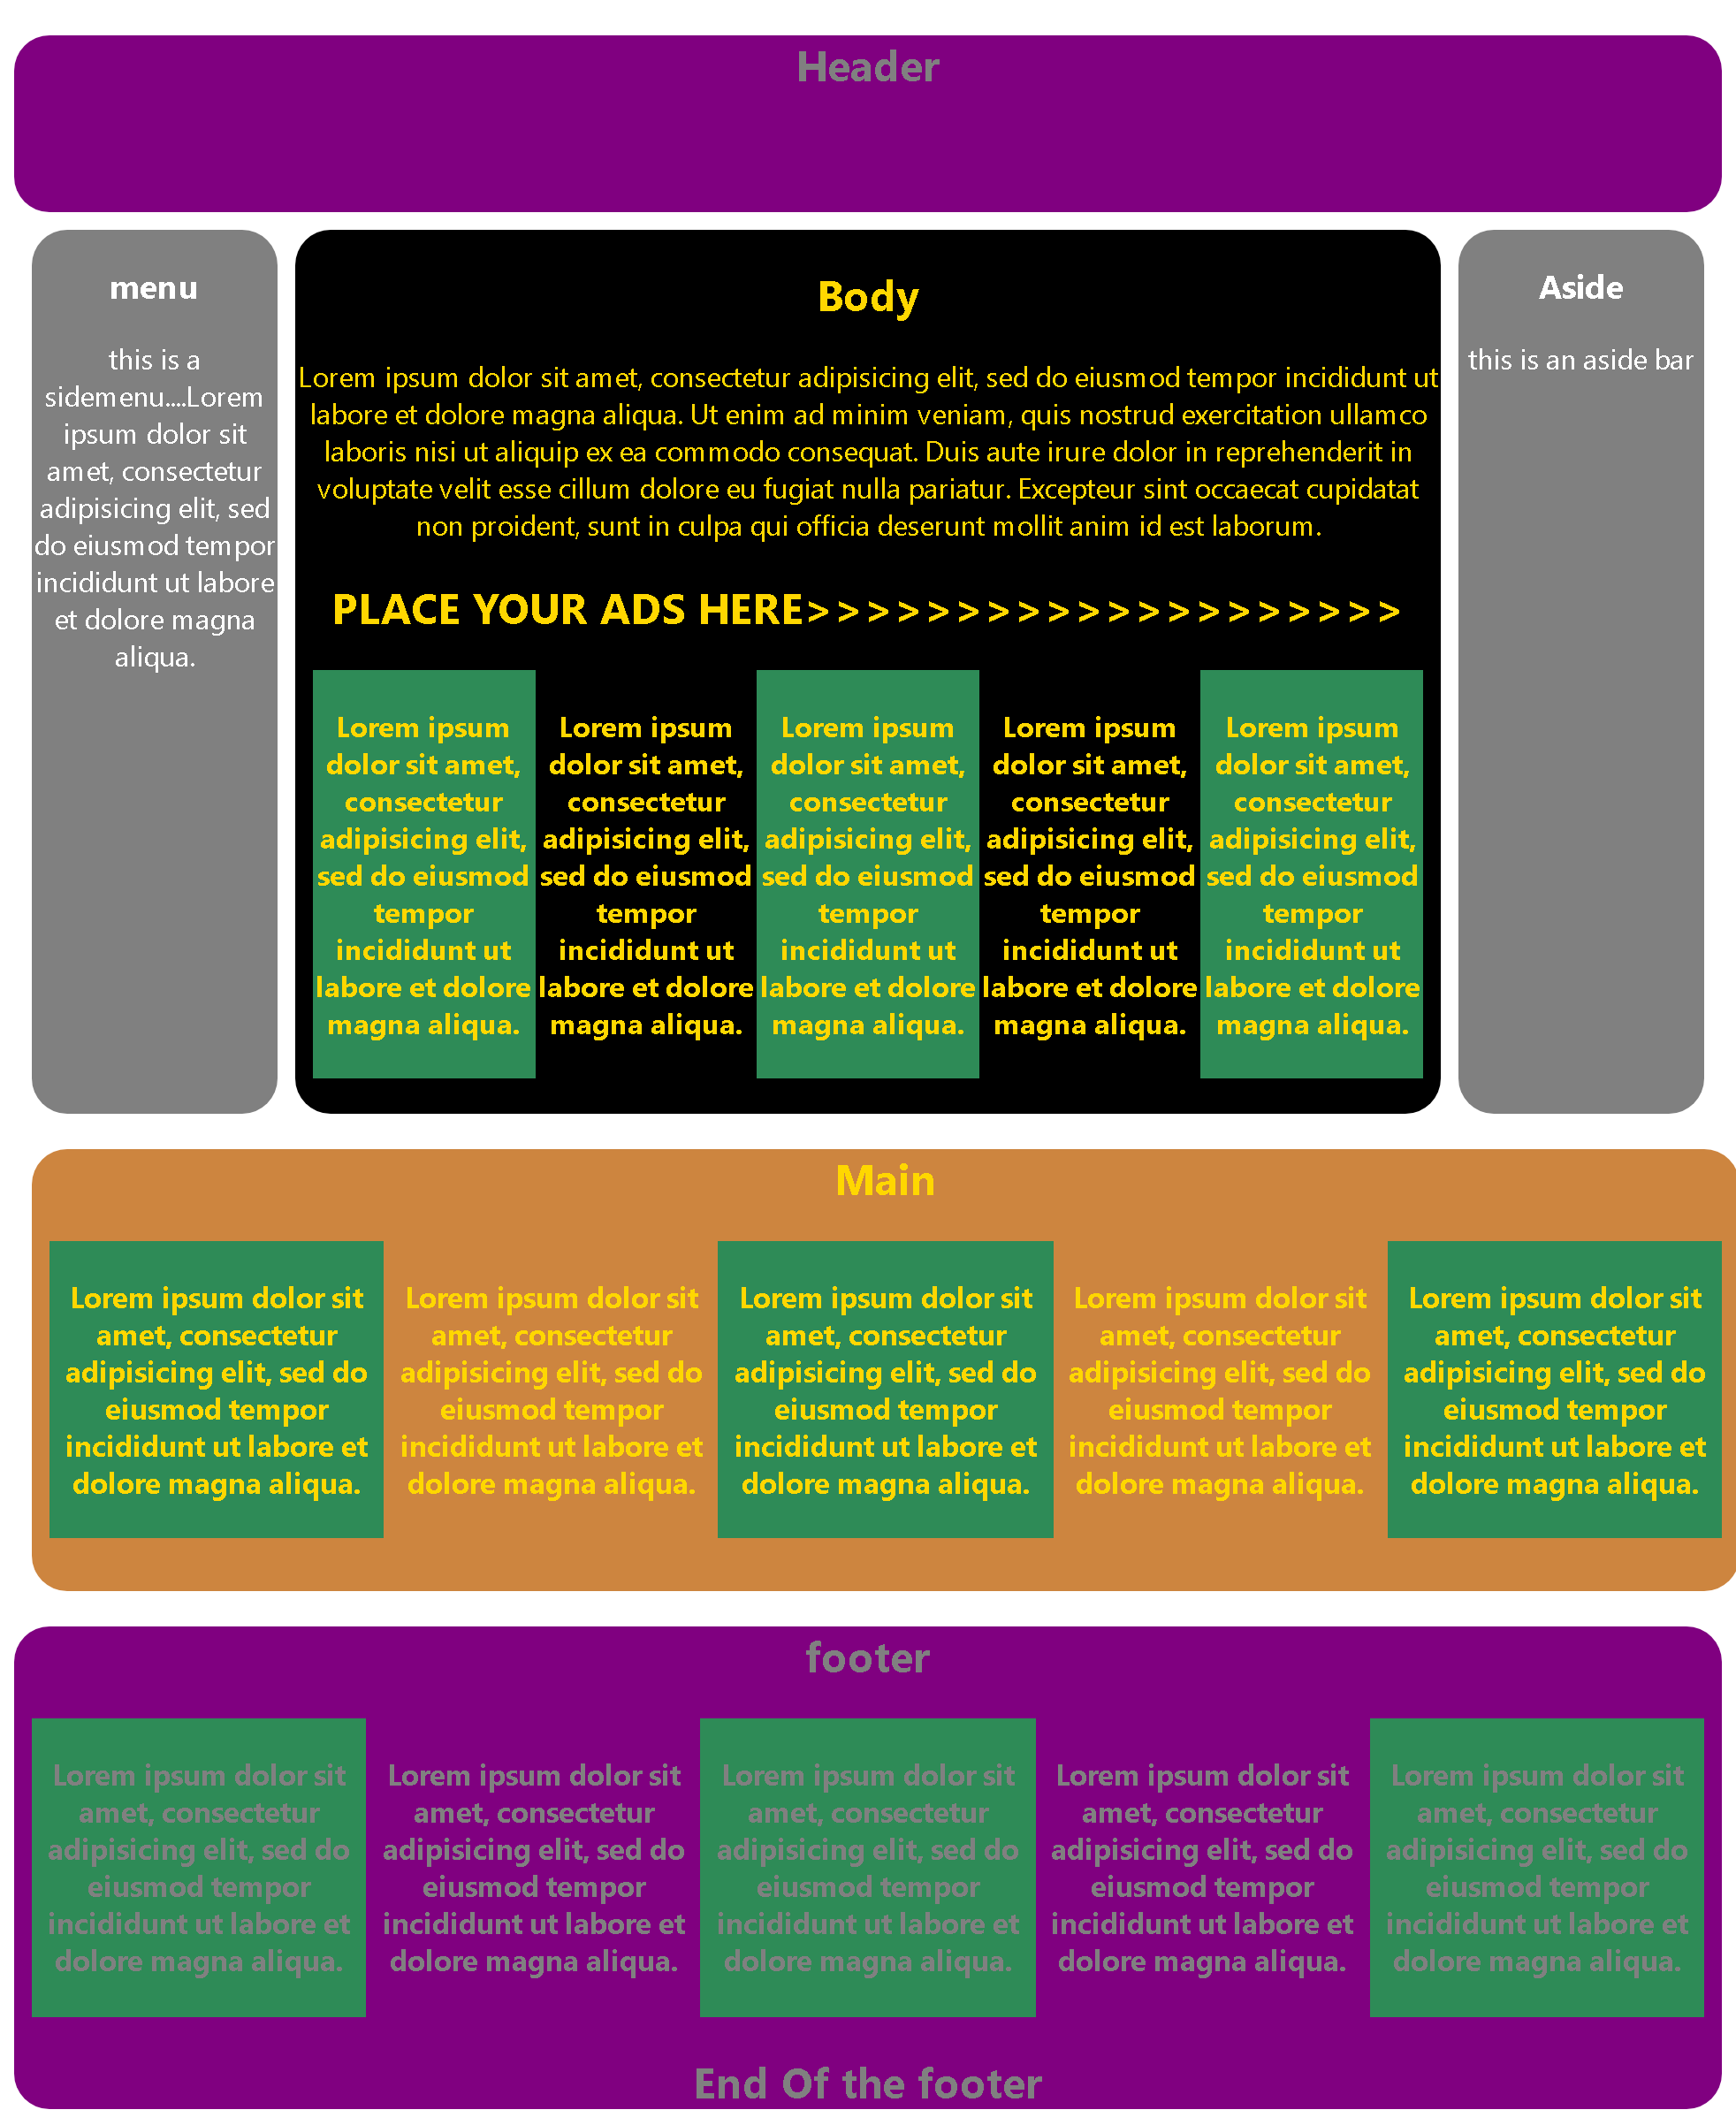 Header
menu
this is a
sidemenu....Lorem
ipsum dolor sit
amet, consectetur
adipisicing elit, sed
do eiusmod tempor
incididunt ut labore
et dolore magna
aliqua.
Body
Lorem ipsum dolor sit amet, consectetur adipisicing elit, sed do eiusmod tempor incididunt ut
labore et dolore magna aliqua. Ut enim ad minim veniam, quis nostrud exercitation ullamco
laboris nisi ut aliquip ex ea commodo consequat. Duis aute irure dolor in reprehenderit in
voluptate velit esse cillum dolore eu fugiat nulla pariatur. Excepteur sint occaecat cupidatat
non proident, sunt in culpa qui officia deserunt mollit anim id est laborum.
PLACE YOUR ADS HERE>>>>>>>>>>>>>>>>>>>>
Lorem ipsum
dolor sit amet,
consectetur
adipisicing elit,
sed do eiusmod
tempor
incididunt ut
labore et dolore
magna aliqua.
Lorem ipsum
dolor sit amet,
consectetur
adipisicing elit,
sed do eiusmod
tempor
incididunt ut
labore et dolore
magna aliqua.
Lorem ipsum
dolor sit amet,
consectetur
adipisicing elit,
sed do eiusmod
tempor
incididunt ut
labore et dolore
magna aliqua.
Lorem ipsum
dolor sit amet,
consectetur
adipisicing elit,
sed do eiusmod
tempor
incididunt ut
labore et dolore
magna aliqua.
Lorem ipsum
dolor sit amet,
consectetur
adipisicing elit,
sed do eiusmod
tempor
incididunt ut
labore et dolore
magna aliqua.
Aside
this is an aside bar
Main
Lorem ipsum dolor sit
amet, consectetur
adipisicing elit, sed do
eiusmod tempor
incididunt ut labore et
dolore magna aliqua.
Lorem ipsum dolor sit
amet, consectetur
adipisicing elit, sed do
eiusmod tempor
incididunt ut labore et
dolore magna aliqua.
Lorem ipsum dolor sit
amet, consectetur
adipisicing elit, sed do
eiusmod tempor
incididunt ut labore et
dolore magna aliqua.
Lorem ipsum dolor sit
amet, consectetur
adipisicing elit, sed do
eiusmod tempor
incididunt ut labore et
dolore magna aliqua.
Lorem ipsum dolor sit
amet, consectetur
adipisicing elit, sed do
eiusmod tempor
incididunt ut labore et
dolore magna aliqua.
footer
Lorem ipsum dolor sit
amet, consectetur
adipisicing elit, sed do
eiusmod tempor
incididunt ut labore et
dolore magna aliqua.
Lorem ipsum dolor sit
amet, consectetur
adipisicing elit, sed do
eiusmod tempor
incididunt ut labore et
dolore magna aliqua.
Lorem ipsum dolor sit
amet, consectetur
adipisicing elit, sed do
eiusmod tempor
incididunt ut labore et
dolore magna aliqua.
Lorem ipsum dolor sit
amet, consectetur
adipisicing elit, sed do
eiusmod tempor
incididunt ut labore et
dolore magna aliqua.
Lorem ipsum dolor sit
amet, consectetur
adipisicing elit, sed do
eiusmod tempor
incididunt ut labore et
dolore magna aliqua.
End Of the footer